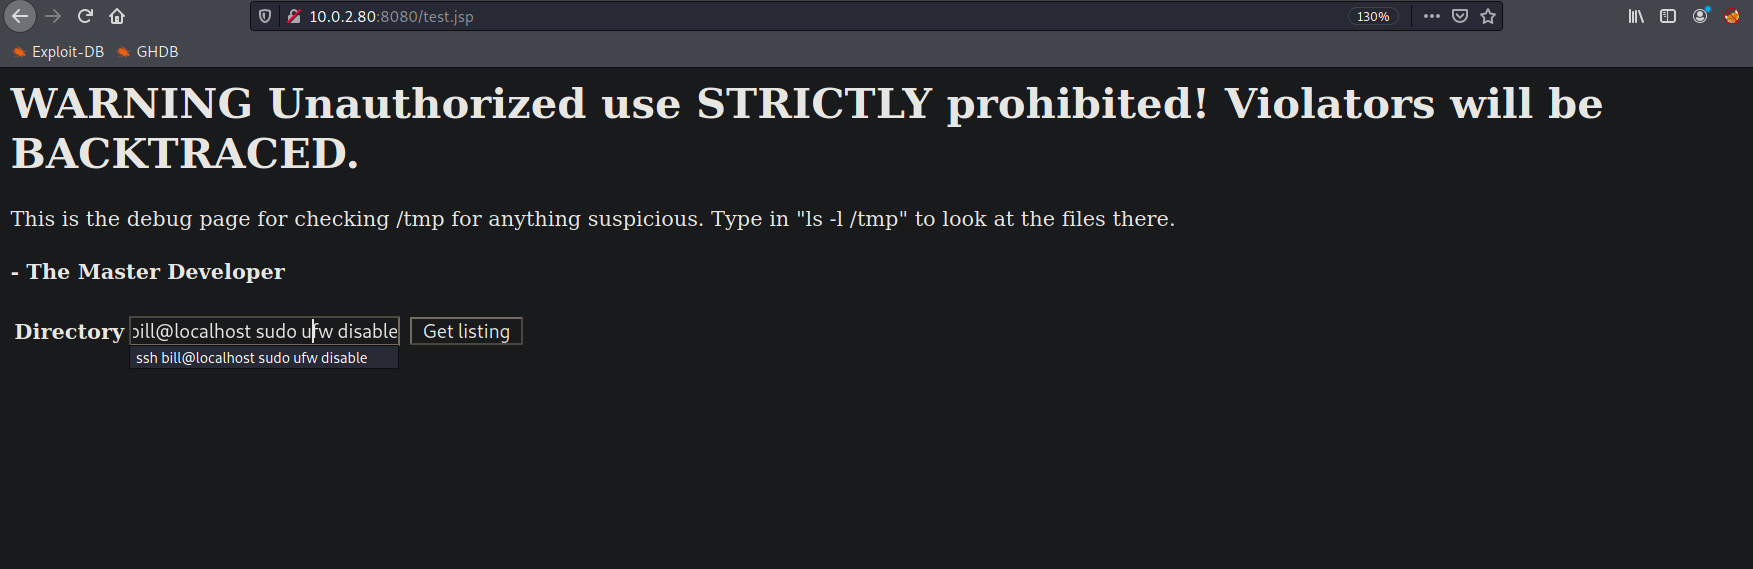 10.0.2.80:8080/test.jsp
130%
Exploit-DB
GHDB
WARNING Unauthorized use STRICTLY prohibited! Violators will be
BACKTRACED.
This is the debug page for checking /tmp for anything suspicious. Type in "ls -l /tmp" to look at the files there.
- The Master Developer
Directory bill@localhost sudo ufw disable Get listing
ssh bill@localhost sudo ufw disable